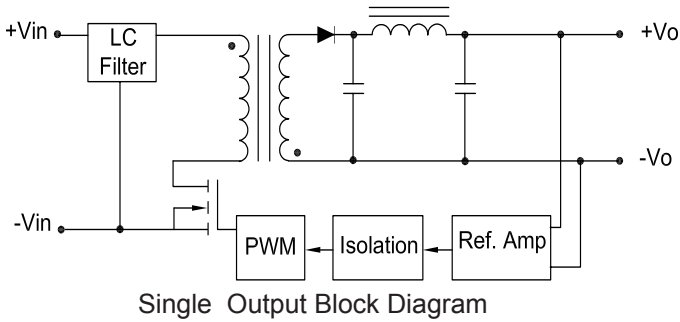 +Vin
LC
Filter
+Vo
-Vo
-Vin
PWM
Isolation
Ref. Amp
Single Output Block Diagram